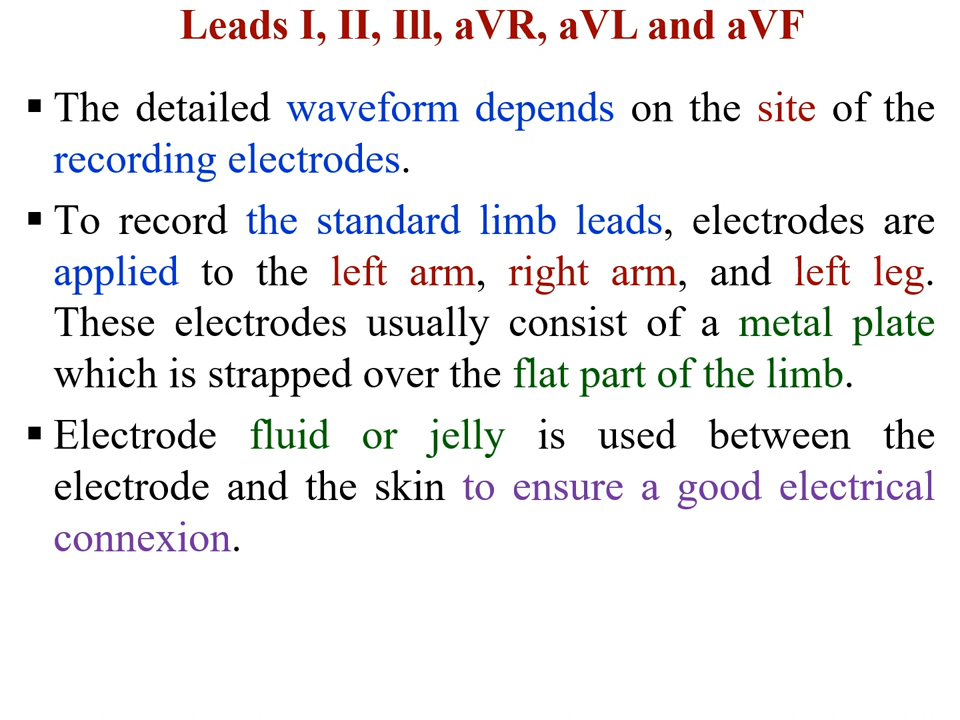 Leads I, II, Ill, aVR, aVL and aVF
▪ The detailed waveform depends on the site of the
recording electrodes.
▪ To record the standard limb leads, electrodes are
applied to the left arm, right arm, and left leg.
These electrodes usually consist of a metal plate
which is strapped over the flat part of the limb.
▪ Electrode fluid or jelly is used between the
electrode and the skin to ensure a good electrical
connexion.